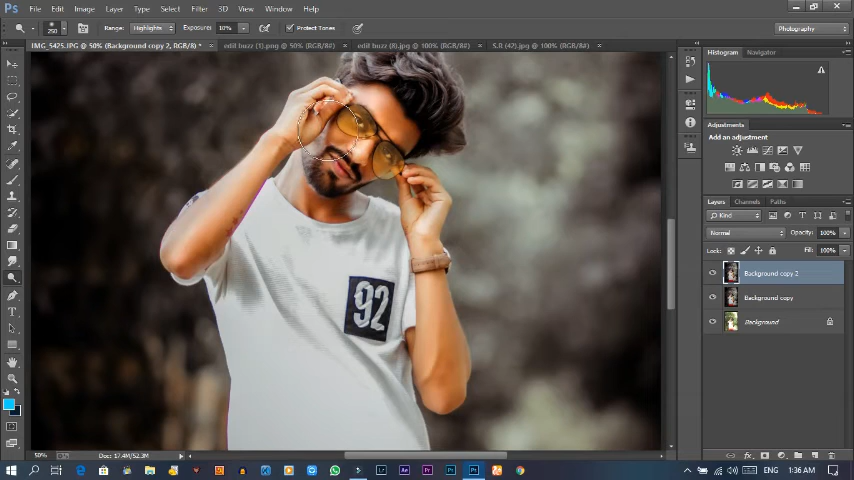 Ps File Edit Image Layer Type Select Filter 3D View Window Help
250 Range: Highlights Exposure: 10% Protect Tones Photography
IMG_5425.JPG @ 50% (Background copy 2, RGB/8) * × edit buzz (1).png @ 50% (RGB/8#) × edit buzz (8).jpg @ 100% (RGB/8#) × S.R (42).jpg @ 100% (RGB/8#) ×
Histogram Navigator
Adjustments
Add an adjustment
Layers Channels Paths
Kind
Normal Opacity: 100%
Lock: Fill: 100%
Background copy 2
Background copy
Background
92
50% Doc: 17.4M/52.3M
ENG 1:36 AM